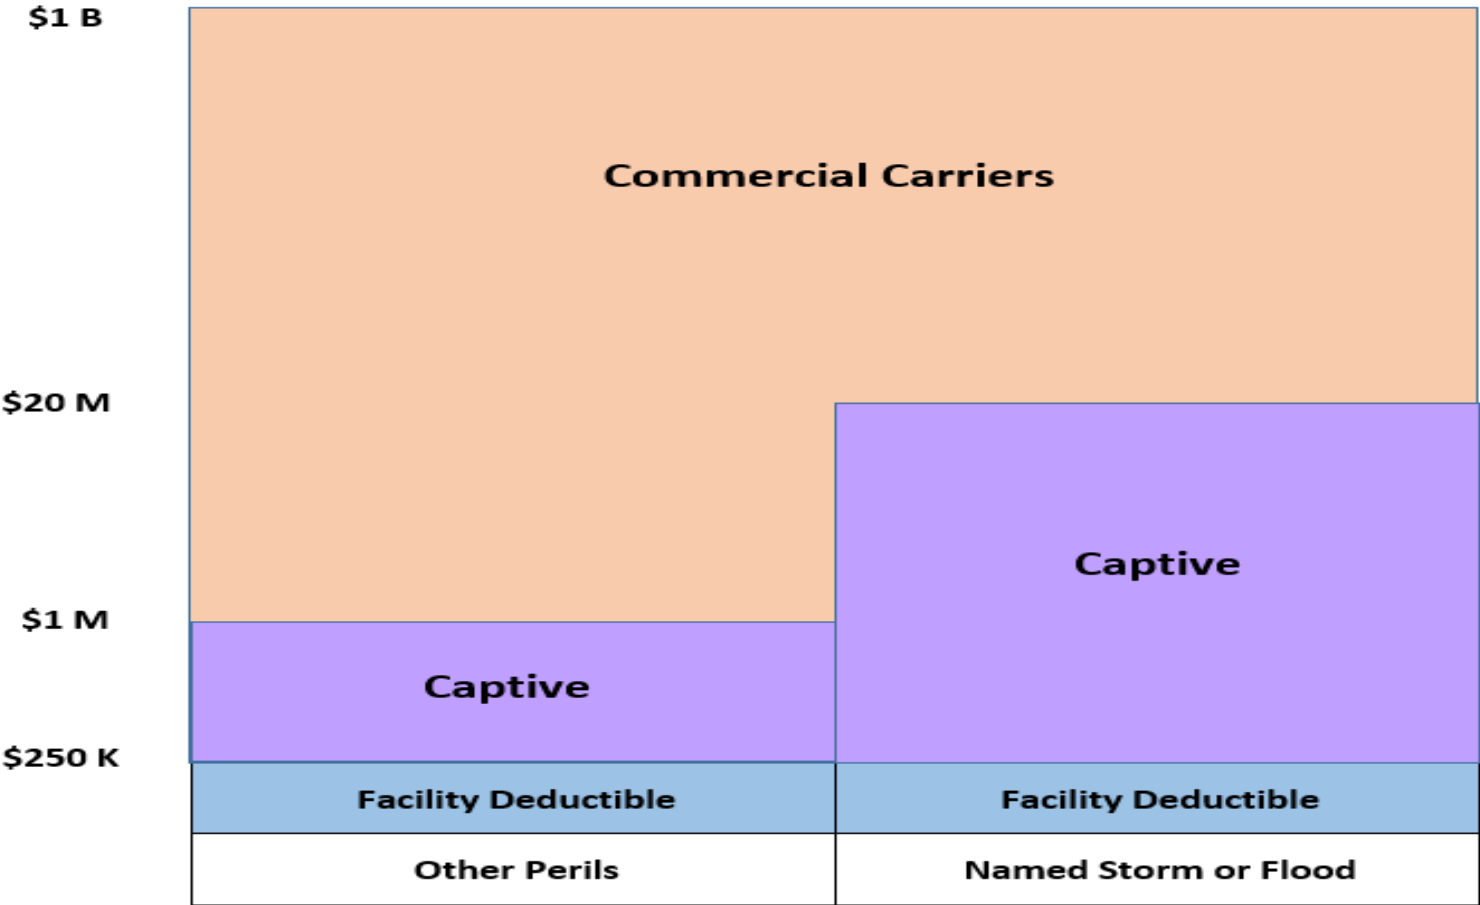 $1 B
Commercial Carriers
$20 M
Captive
$1 M
Captive
$250 K
Facility Deductible
Facility Deductible
Other Perils
Named Storm or Flood